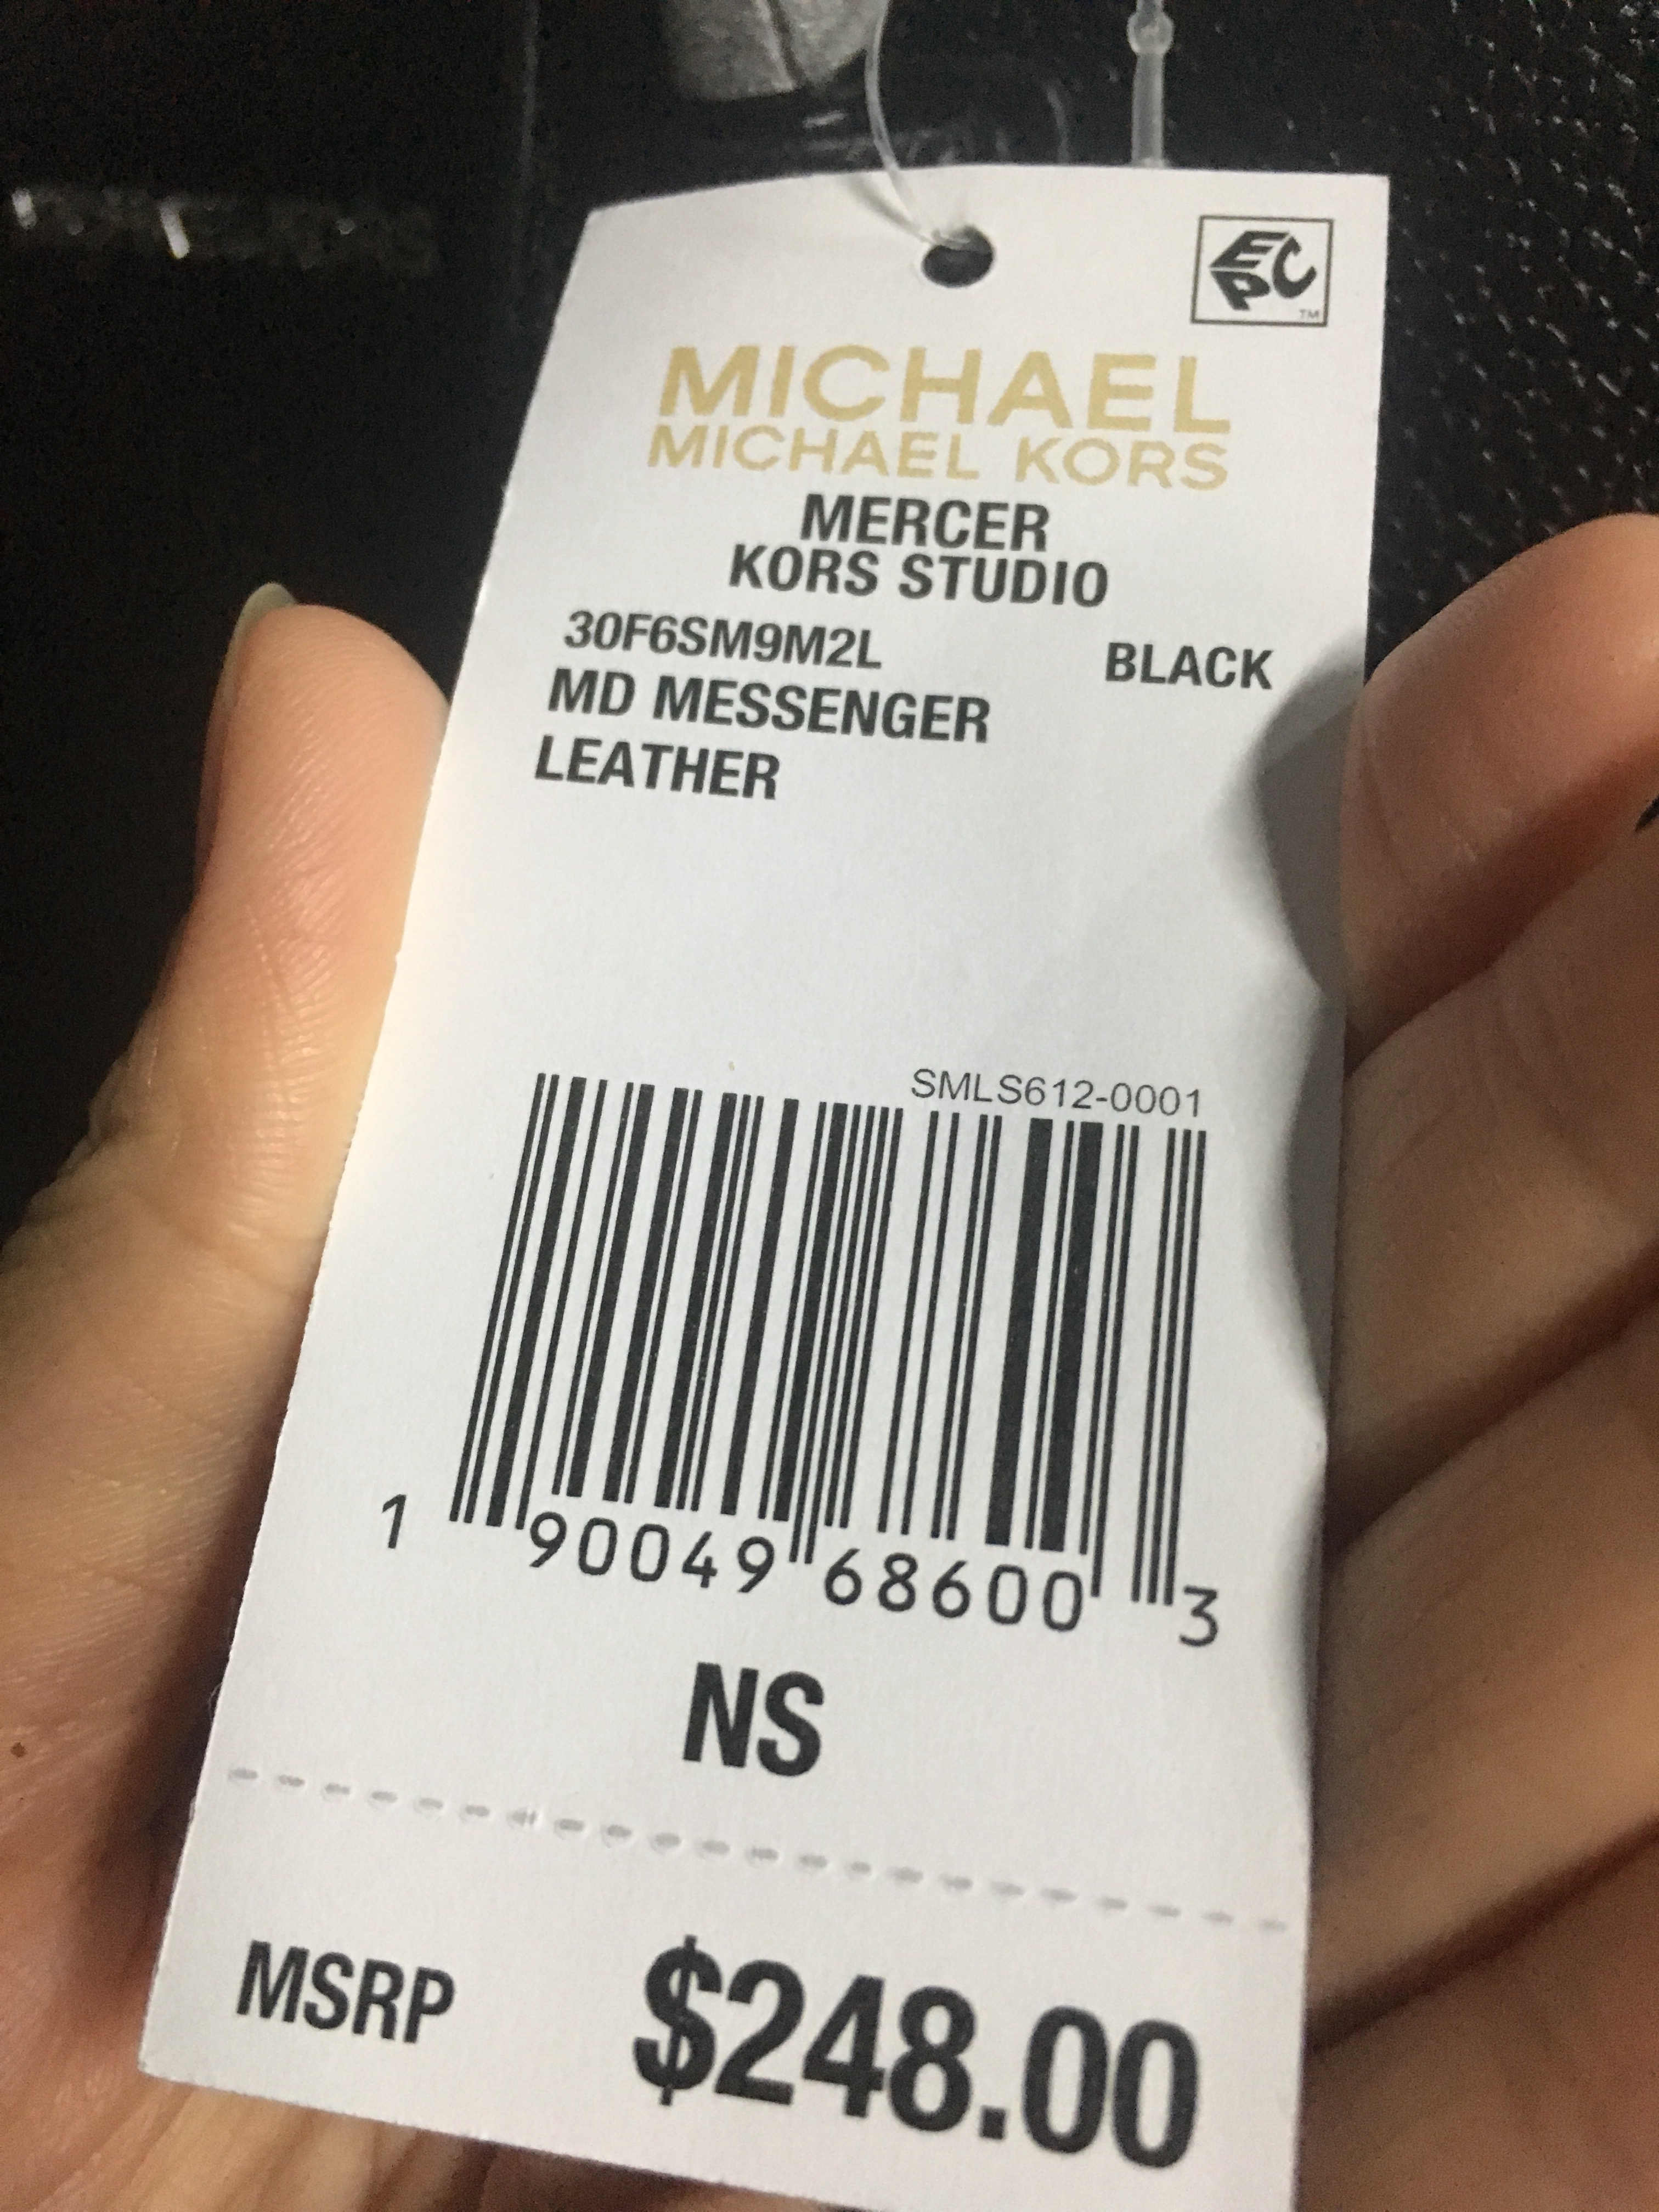 EPC
TM
MICHAEL
MICHAEL KORS
MERCER
KORS STUDIO
30F6SM9M2L BLACK
MD MESSENGER
LEATHER
SMLS612-0001
1 90049 68600 3
NS
MSRP $248.00